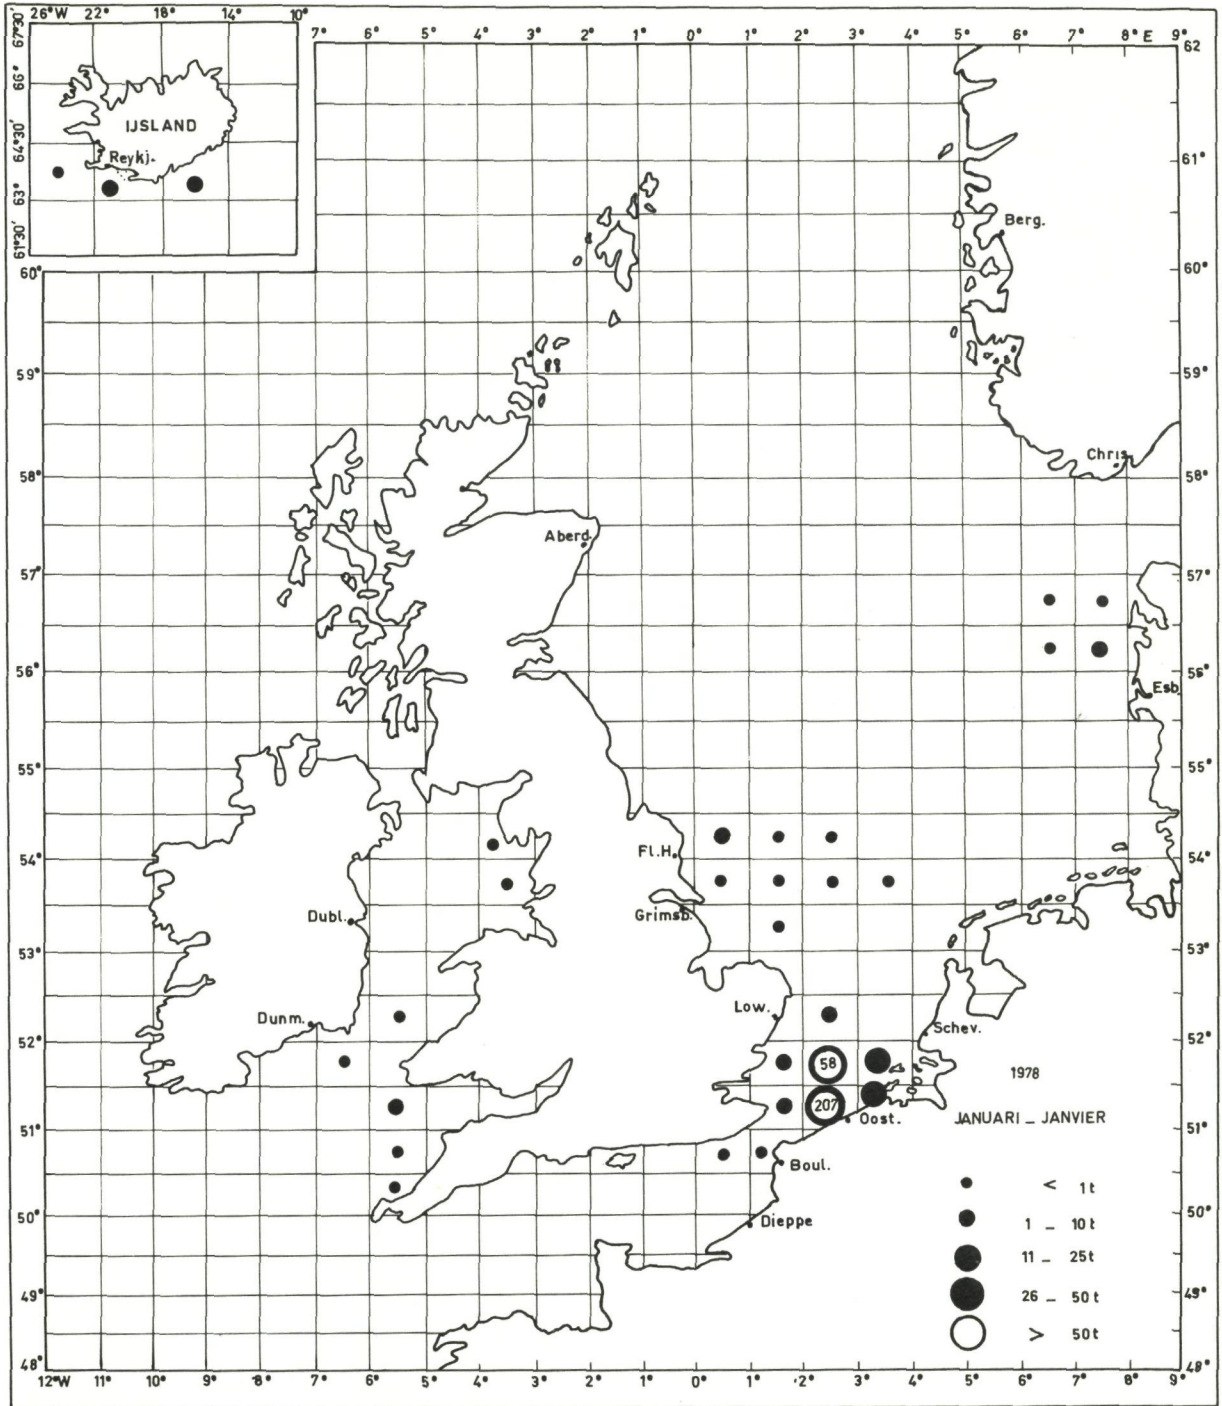 26°W 22° 18° 14° 10°
67°30' 66° 64°30' 63° 61°30'
IJSLAND
Reykj.
7° 6° 5° 4° 3° 2° 1° 0° 1° 2° 3° 4° 5° 6° 7° 8° E 9°
62
61°
Berg.
60° 60°
59° 59°
Chris
58° 58°
Aberd.
57° 57°
56° 56°
Esb.
55° 55°
54° Fl.H. 54°
Dubl. Grimsb.
53° 53°
Dunm. Low. Schev.
52° 52°
58
1978
207
Oost.
JANUARI – JANVIER
51° 51°
Boul.
< 1t
50° Dieppe 50°
1 – 10t
11 – 25t
49° 26 – 50t 49°
> 50t
48° 48°
12°W 10° 9° 8° 7° 6° 5° 4° 3° 2° 1° 0° 1° 2° 3° 4° 5° 6° 7° 8° 9°